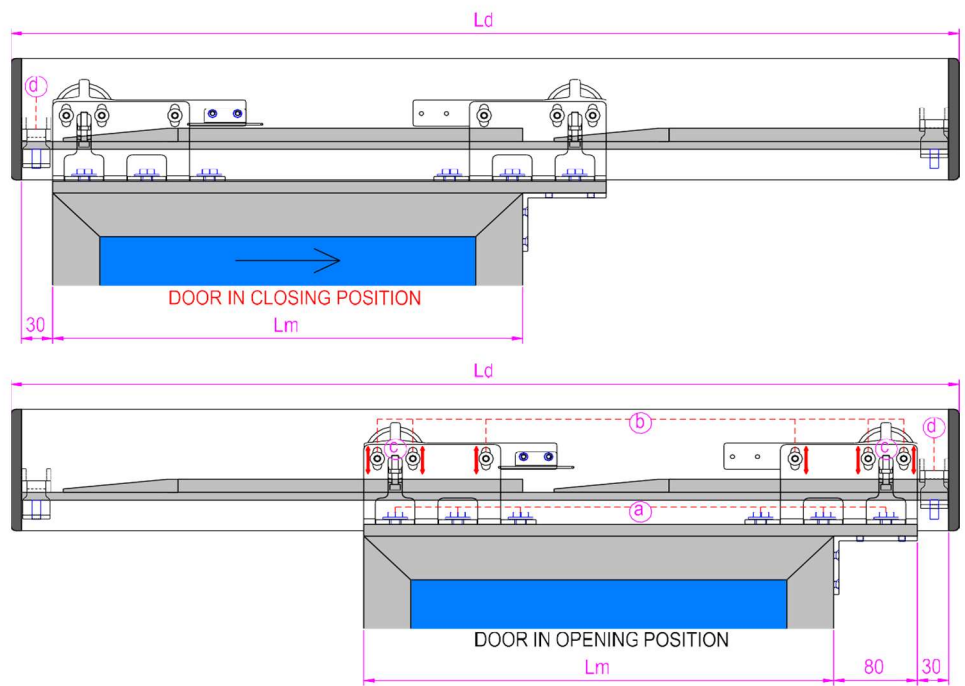 Ld
d
DOOR IN CLOSING POSITION
30
Lm
Ld
b
d
c
c
a
DOOR IN OPENING POSITION
Lm
80
30